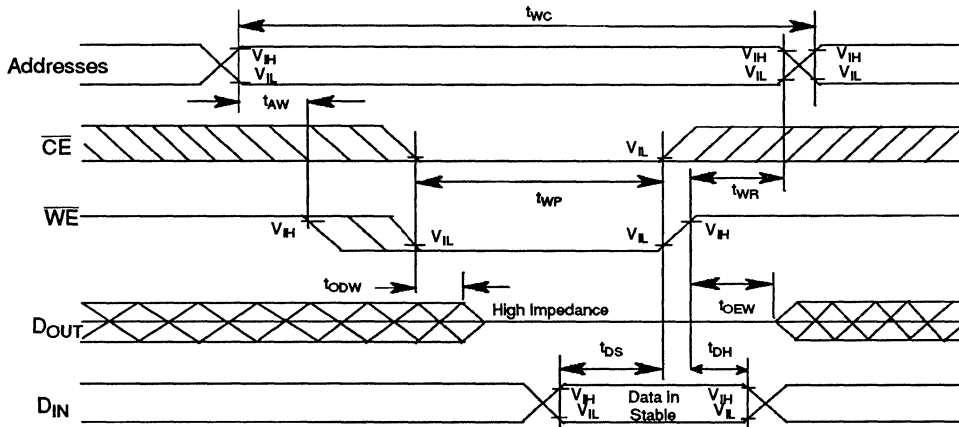 tWC
Addresses
VIH
VIL
VIH
VIL
VIH
VIL
tAW
CE
VIL
tWP
tWR
WE
VIH
VIL
VIL
VIH
tODW
High Impedance
tOEW
DOUT
tDS
tDH
DIN
VIH
VIL
Data in
Stable
VIH
VIL